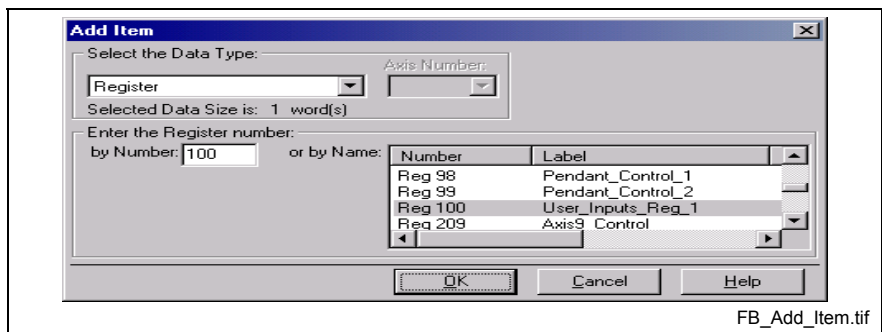 Add Item
Select the Data Type:
Axis Number:
Register
Selected Data Size is: 1 word(s)
Enter the Register number:
by Number: 100 or by Name:
Number Label
Reg 98 Pendant_Control_1
Reg 99 Pendant_Control_2
Reg 100 User_Inputs_Reg_1
Reg 209 Axis9_Control
OK Cancel Help
FB_Add_Item.tif